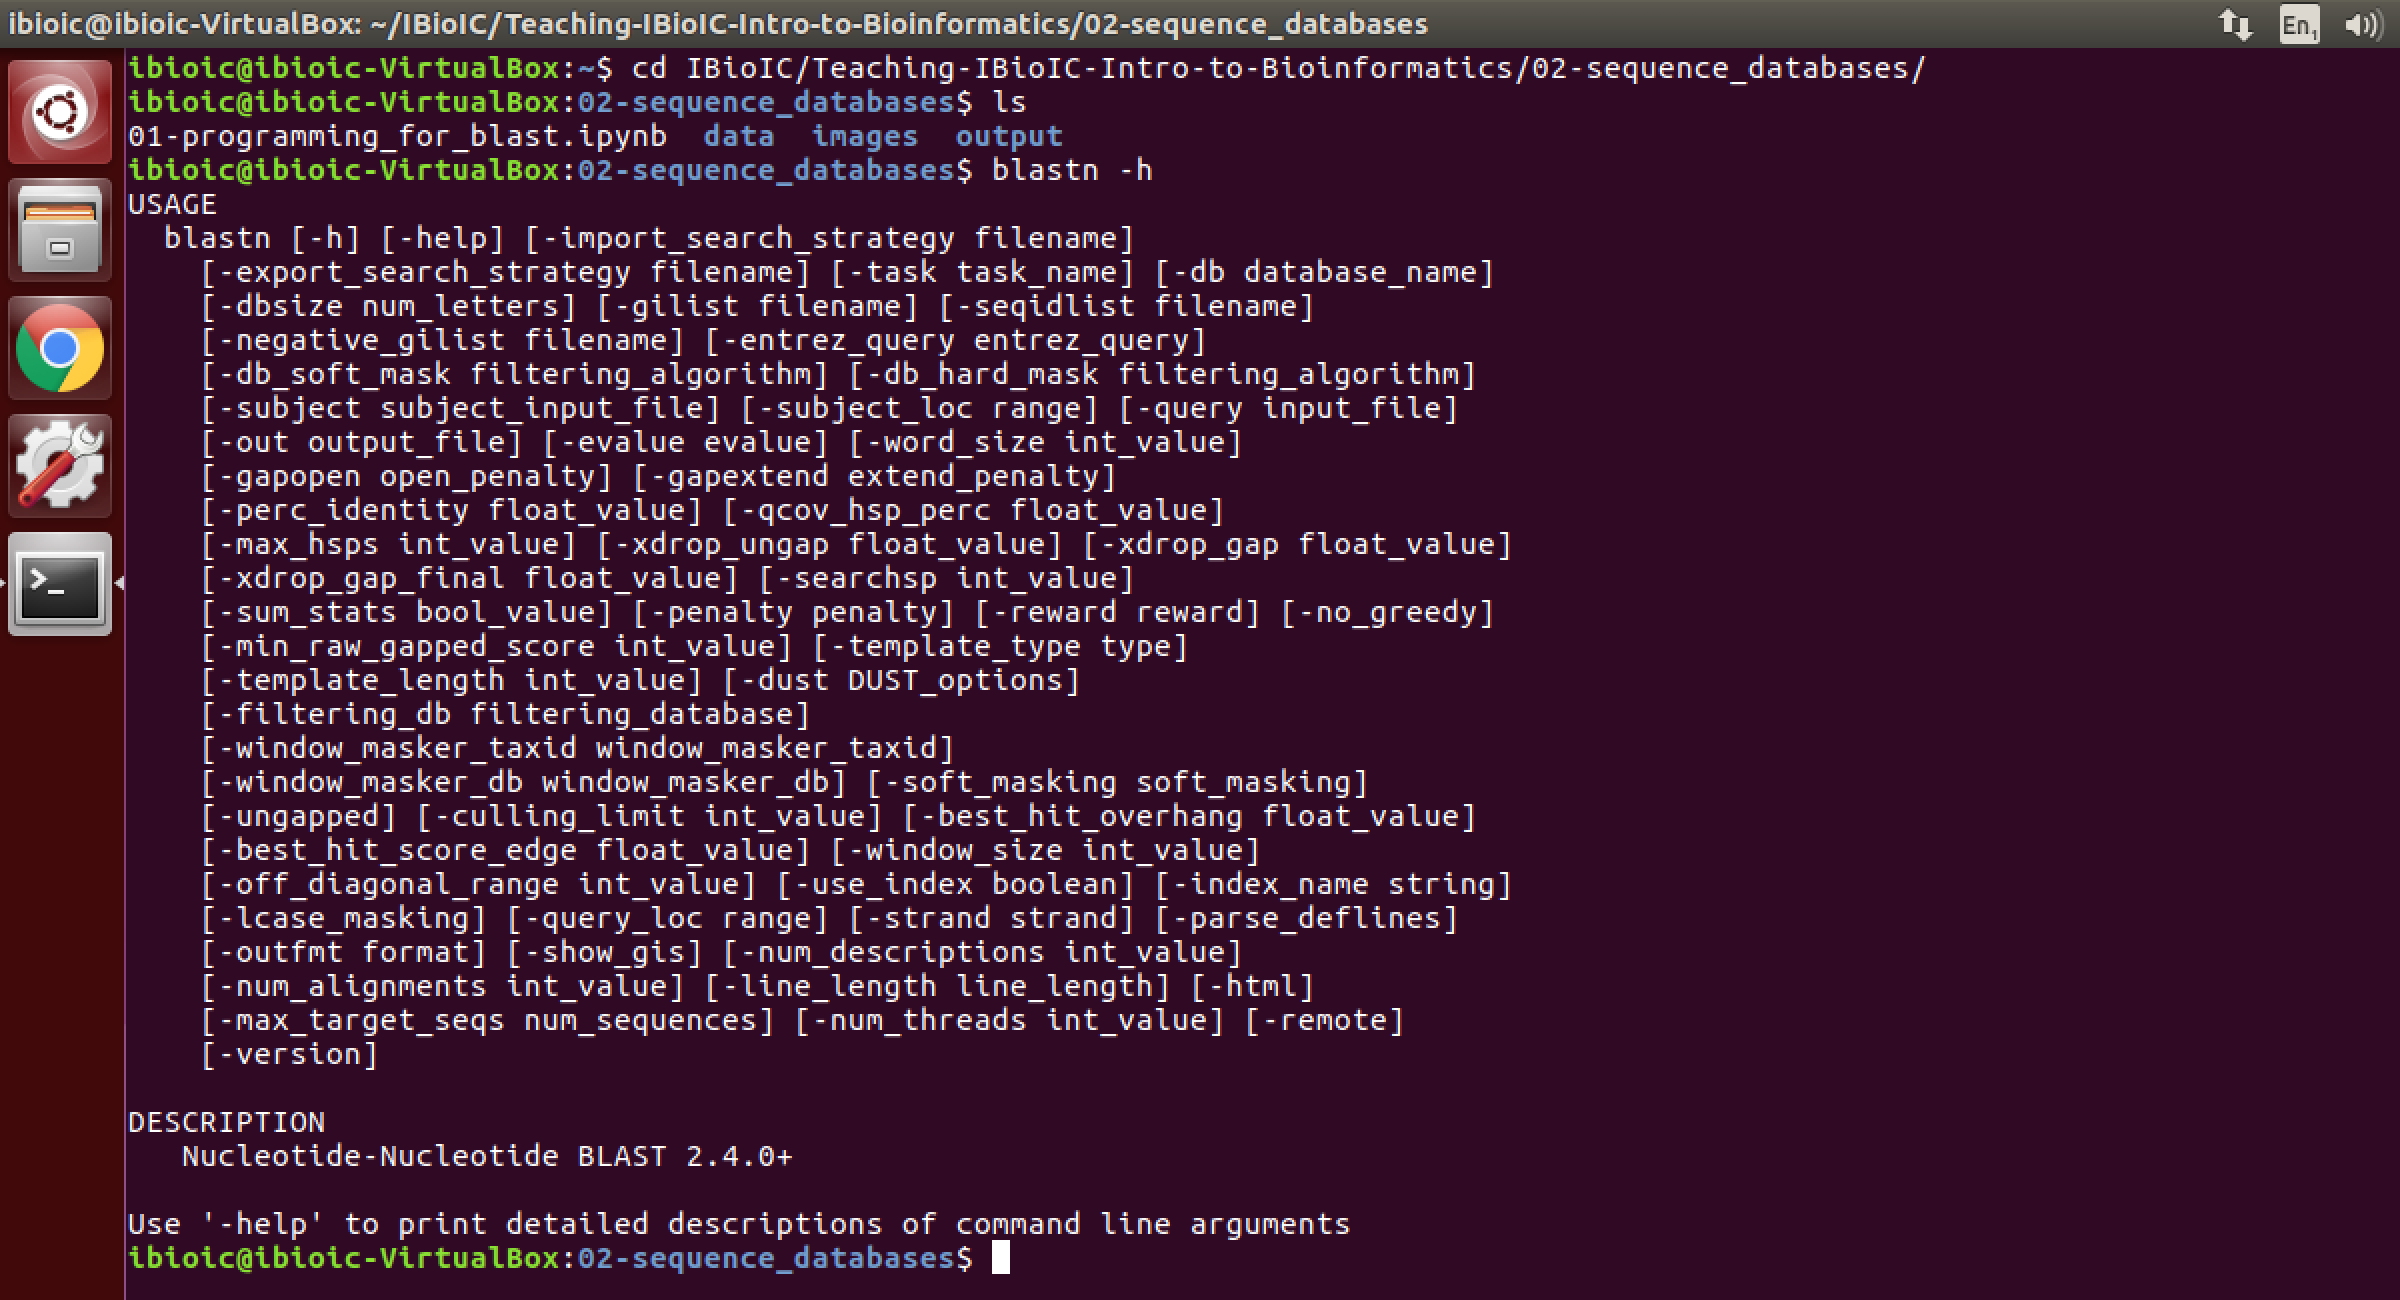 ibioic@ibioic-VirtualBox: ~/IBioIC/Teaching-IBioIC-Intro-to-Bioinformatics/02-sequence_databases
En1
ibioic@ibioic-VirtualBox:~$ cd IBioIC/Teaching-IBioIC-Intro-to-Bioinformatics/02-sequence_databases/
ibioic@ibioic-VirtualBox:02-sequence_databases$ ls
01-programming_for_blast.ipynb  data  images  output
ibioic@ibioic-VirtualBox:02-sequence_databases$ blastn -h
USAGE
  blastn [-h] [-help] [-import_search_strategy filename]
    [-export_search_strategy filename] [-task task_name] [-db database_name]
    [-dbsize num_letters] [-gilist filename] [-seqidlist filename]
    [-negative_gilist filename] [-entrez_query entrez_query]
    [-db_soft_mask filtering_algorithm] [-db_hard_mask filtering_algorithm]
    [-subject subject_input_file] [-subject_loc range] [-query input_file]
    [-out output_file] [-evalue evalue] [-word_size int_value]
    [-gapopen open_penalty] [-gapextend extend_penalty]
    [-perc_identity float_value] [-qcov_hsp_perc float_value]
    [-max_hsps int_value] [-xdrop_ungap float_value] [-xdrop_gap float_value]
    [-xdrop_gap_final float_value] [-searchsp int_value]
    [-sum_stats bool_value] [-penalty penalty] [-reward reward] [-no_greedy]
    [-min_raw_gapped_score int_value] [-template_type type]
    [-template_length int_value] [-dust DUST_options]
    [-filtering_db filtering_database]
    [-window_masker_taxid window_masker_taxid]
    [-window_masker_db window_masker_db] [-soft_masking soft_masking]
    [-ungapped] [-culling_limit int_value] [-best_hit_overhang float_value]
    [-best_hit_score_edge float_value] [-window_size int_value]
    [-off_diagonal_range int_value] [-use_index boolean] [-index_name string]
    [-lcase_masking] [-query_loc range] [-strand strand] [-parse_deflines]
    [-outfmt format] [-show_gis] [-num_descriptions int_value]
    [-num_alignments int_value] [-line_length line_length] [-html]
    [-max_target_seqs num_sequences] [-num_threads int_value] [-remote]
    [-version]
DESCRIPTION
   Nucleotide-Nucleotide BLAST 2.4.0+
Use '-help' to print detailed descriptions of command line arguments
ibioic@ibioic-VirtualBox:02-sequence_databases$